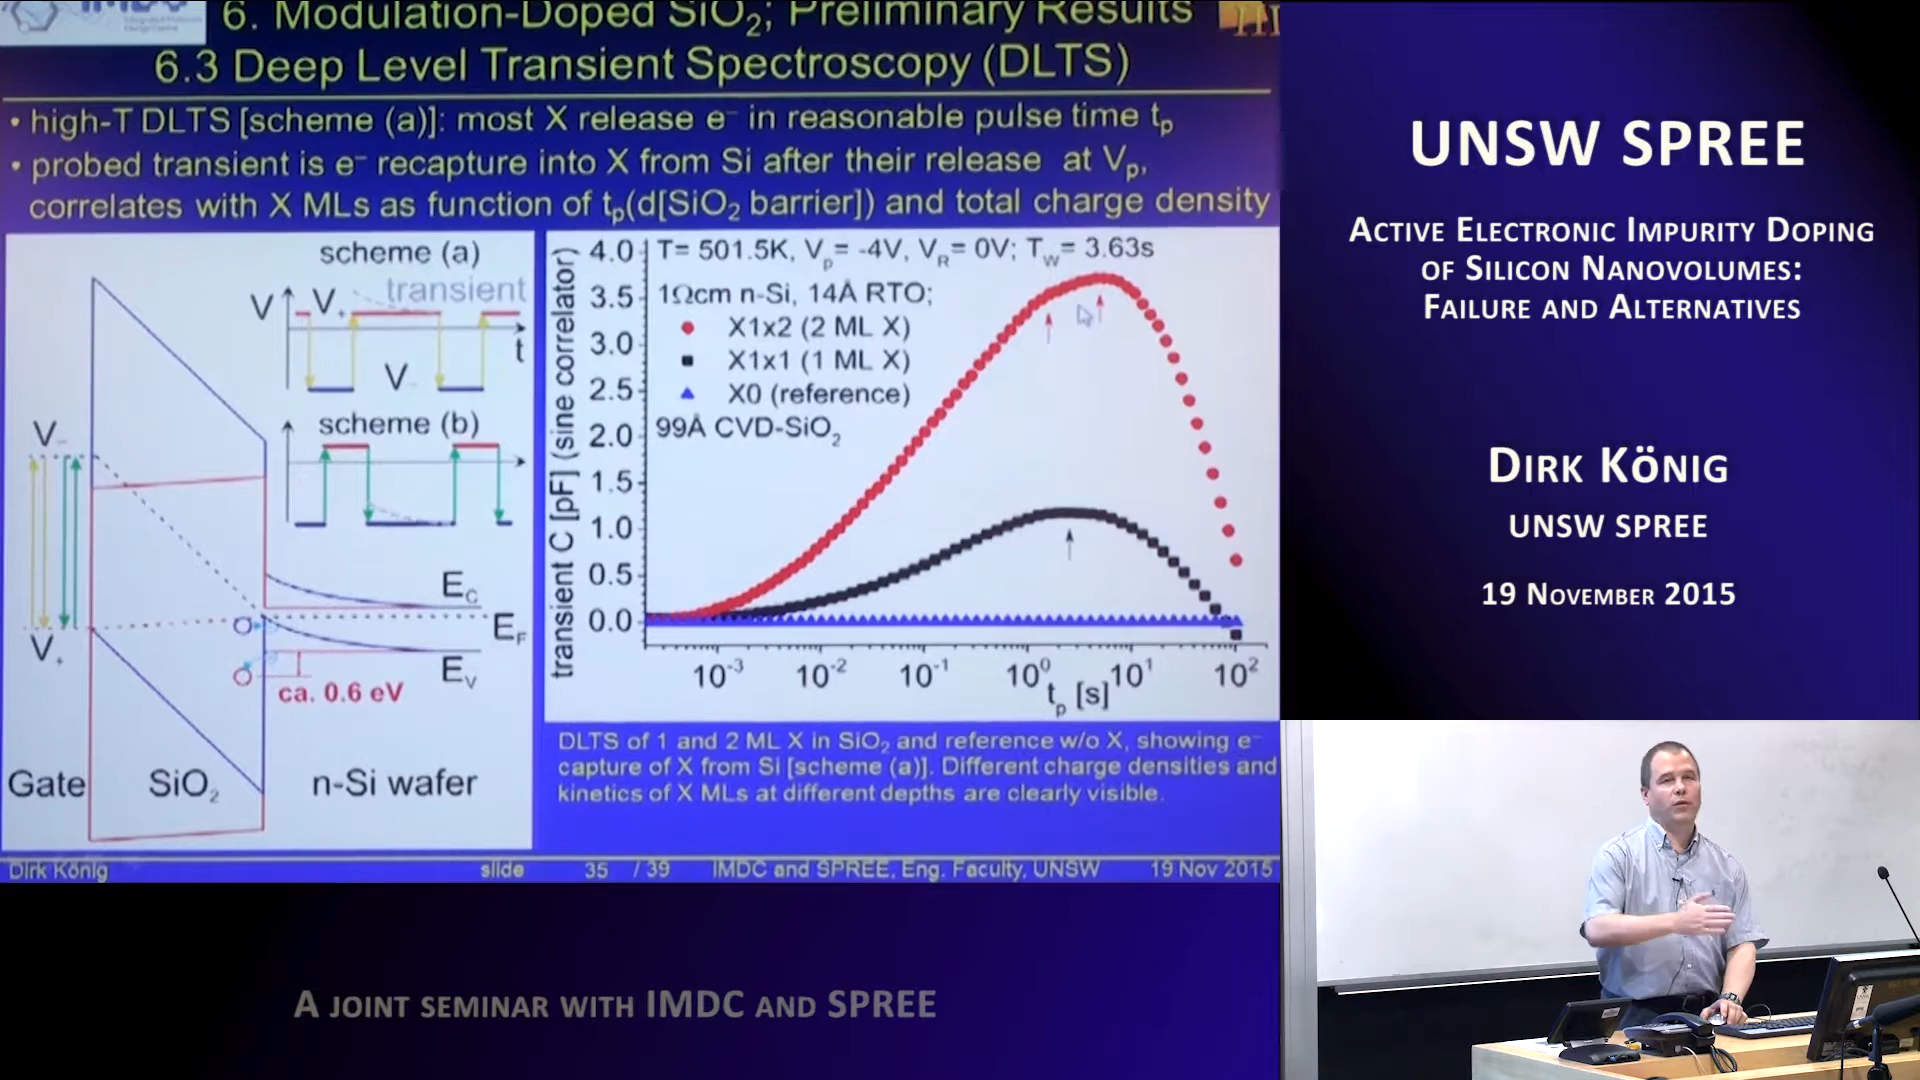 6. Modulation-Doped SiO2; Preliminary Results
6.3 Deep Level Transient Spectroscopy (DLTS)
• high-T DLTS [scheme (a)]: most X release e⁻ in reasonable pulse time tp
• probed transient is e⁻ recapture into X from Si after their release at Vp,
correlates with X MLs as function of tp(d[SiO2 barrier]) and total charge density
scheme (a)
transient
V
V+
t
V-
scheme (b)
V-
V+
EC
EF
EV
ca. 0.6 eV
Gate
SiO2
n-Si wafer
transient C [pF] (sine correlator)
4.0
3.5
3.0
2.5
2.0
1.5
1.0
0.5
0.0
T= 501.5K, Vp= -4V, VR= 0V; TW= 3.63s
1Ωcm n-Si, 14Å RTO;
X1x2 (2 ML X)
X1x1 (1 ML X)
X0 (reference)
99Å CVD-SiO2
10⁻³ 10⁻² 10⁻¹ 10⁰ 10¹ 10²
tp [s]
DLTS of 1 and 2 ML X in SiO2 and reference w/o X, showing e⁻
capture of X from Si [scheme (a)]. Different charge densities and
kinetics of X MLs at different depths are clearly visible.
Dirk König slide 35 / 39 IMDC and SPREE, Eng. Faculty, UNSW 19 Nov 2015
UNSW SPREE
Active Electronic Impurity Doping
of Silicon Nanovolumes:
Failure and Alternatives
Dirk König
UNSW SPREE
19 November 2015
A joint seminar with IMDC and SPREE